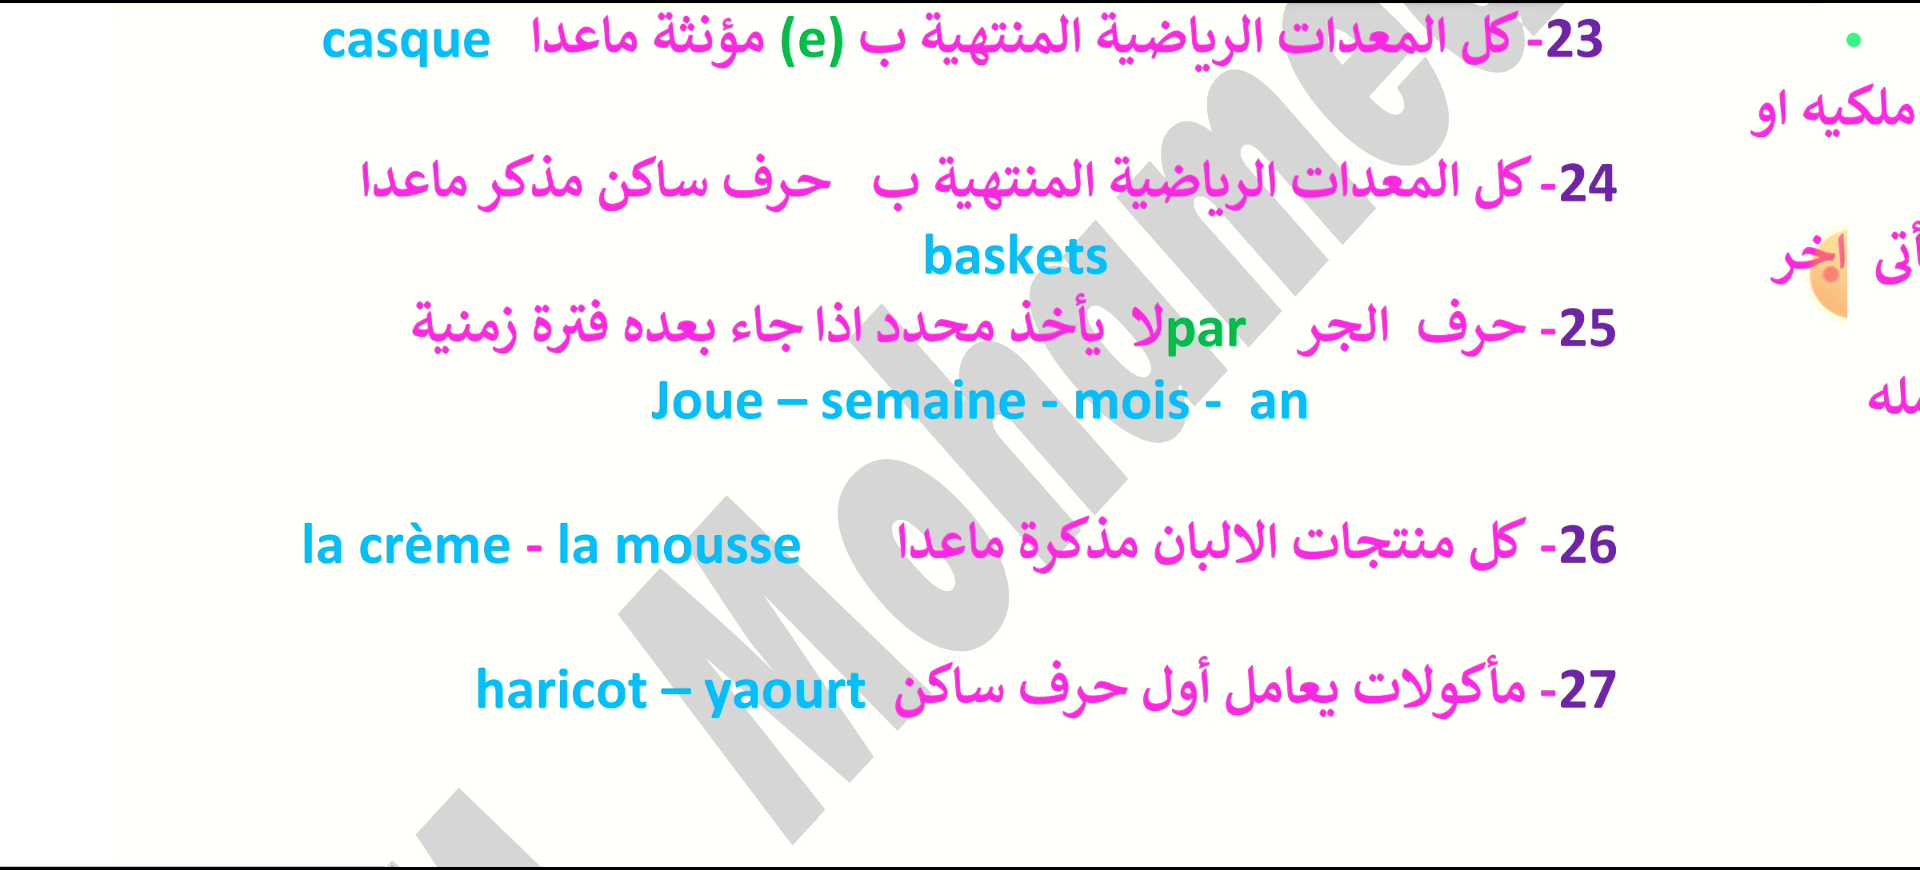 23- كل المعدات الرياضية المنتهية ب (e) مؤنثة ماعدا casque
ملكيه او
24- كل المعدات الرياضية المنتهية ب حرف ساكن مذكر ماعدا
baskets
اخر
25- حرف الجر par لا يأخذ محدد اذا جاء بعده فترة زمنية
Joue – semaine - mois - an
26- كل منتجات الالبان مذكرة ماعدا la crème - la mousse
27- مأكولات يعامل أول حرف ساكن haricot – yaourt
Mohamed